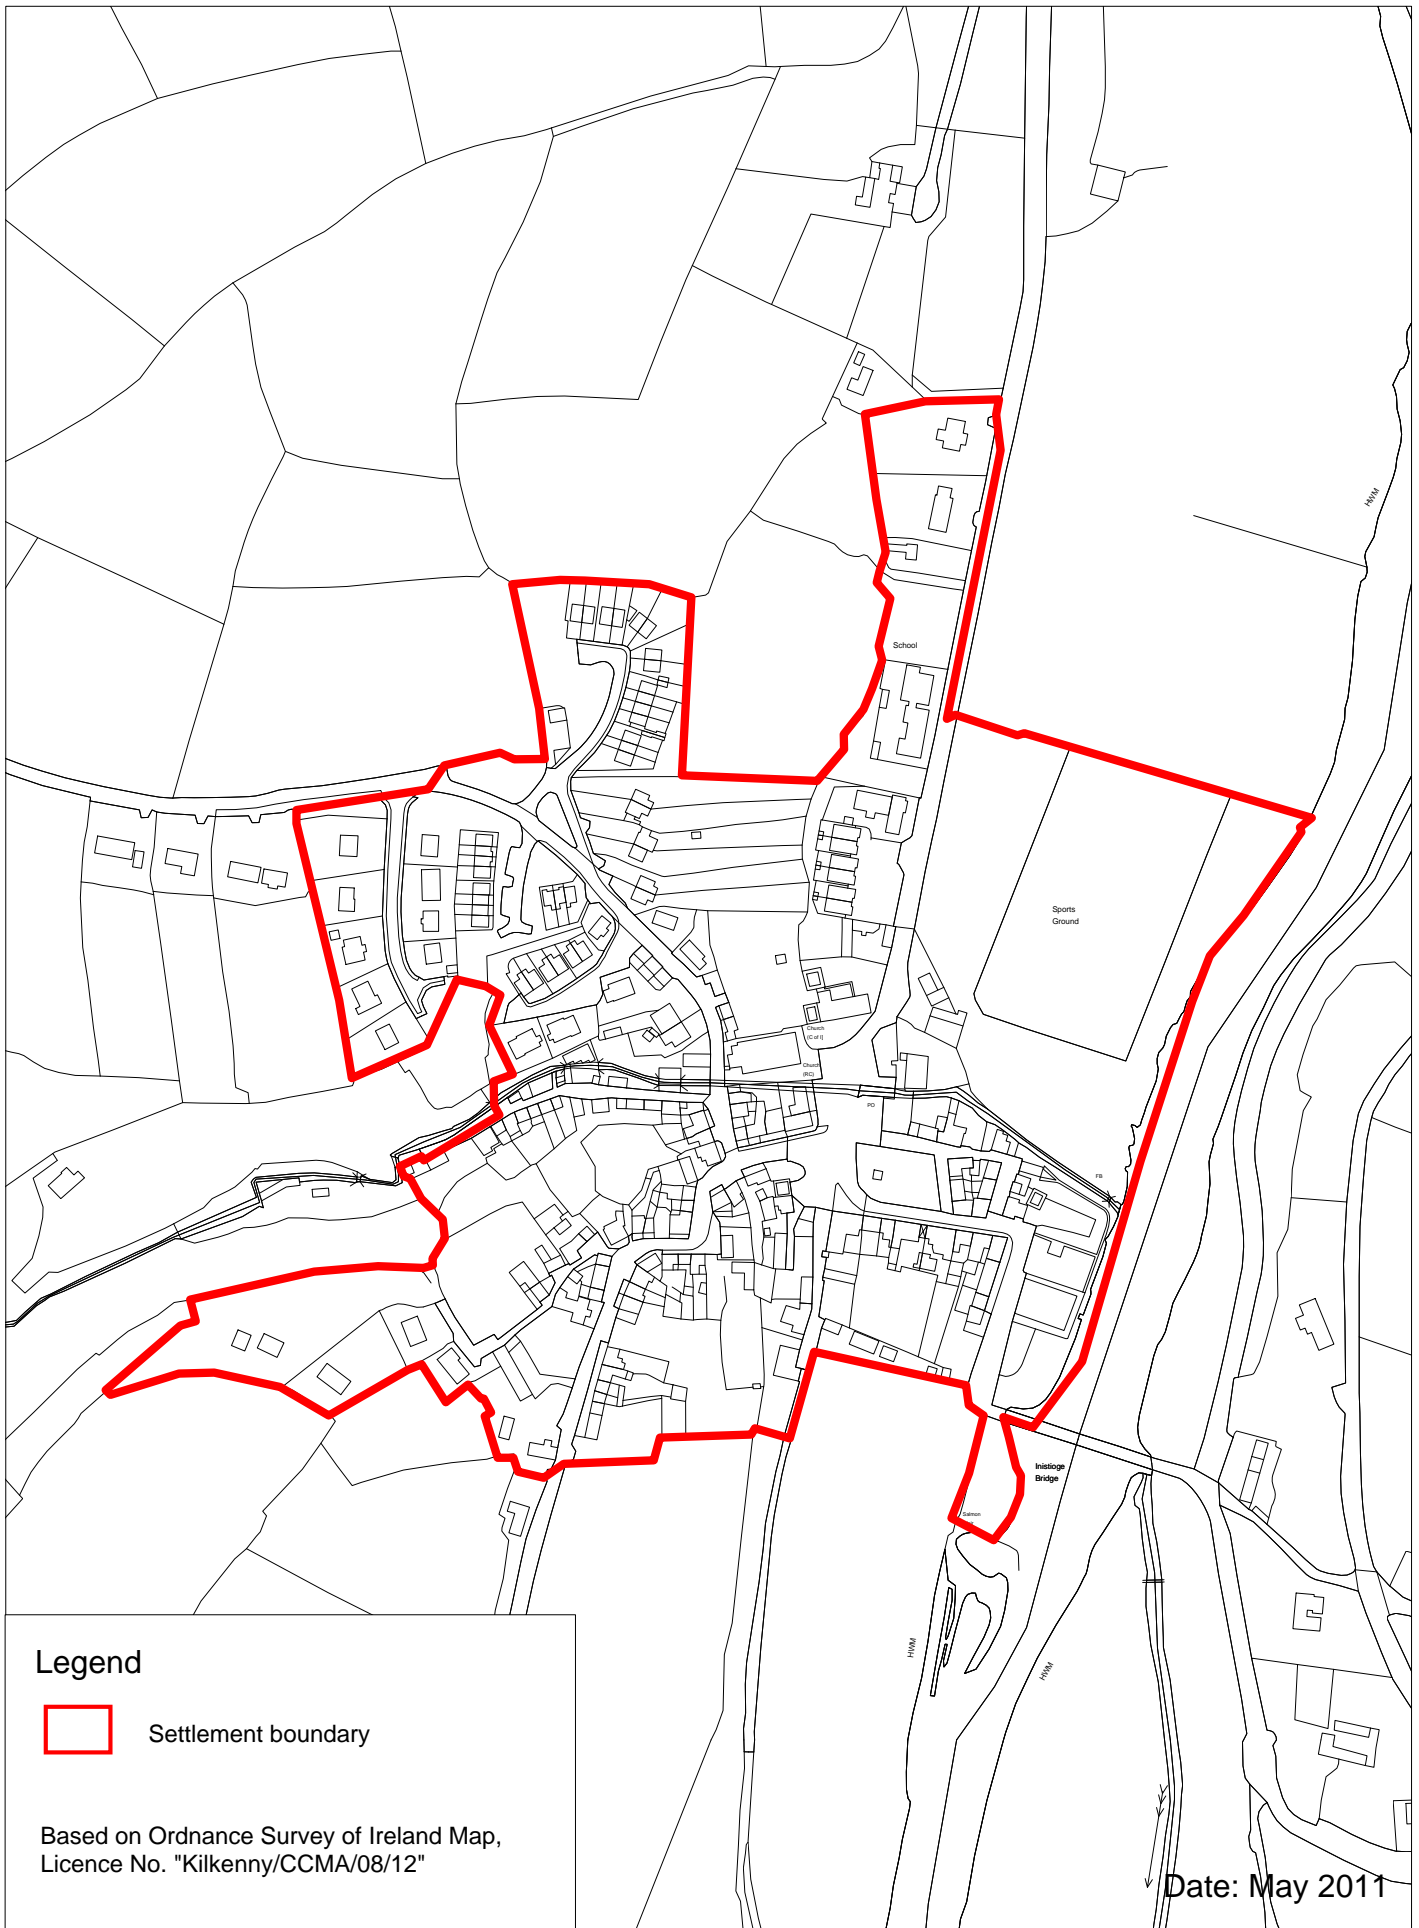 HWM
School
Sports
Ground
Church
(C of I)
Church
(RC)
PO
FB
Inistioge
Bridge
Salmon
HWM
HWM
Legend
Settlement boundary
Based on Ordnance Survey of Ireland Map,
Licence No. "Kilkenny/CCMA/08/12"
Date: May 2011